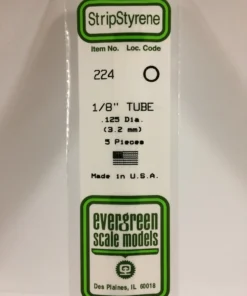 StripStyrene
Item No. Loc. Code
224
1/8" TUBE
.125 Dia.
(3.2 mm)
5 Pieces
Made in U.S.A.
evergreen
scale models
Des Plaines, IL 60018